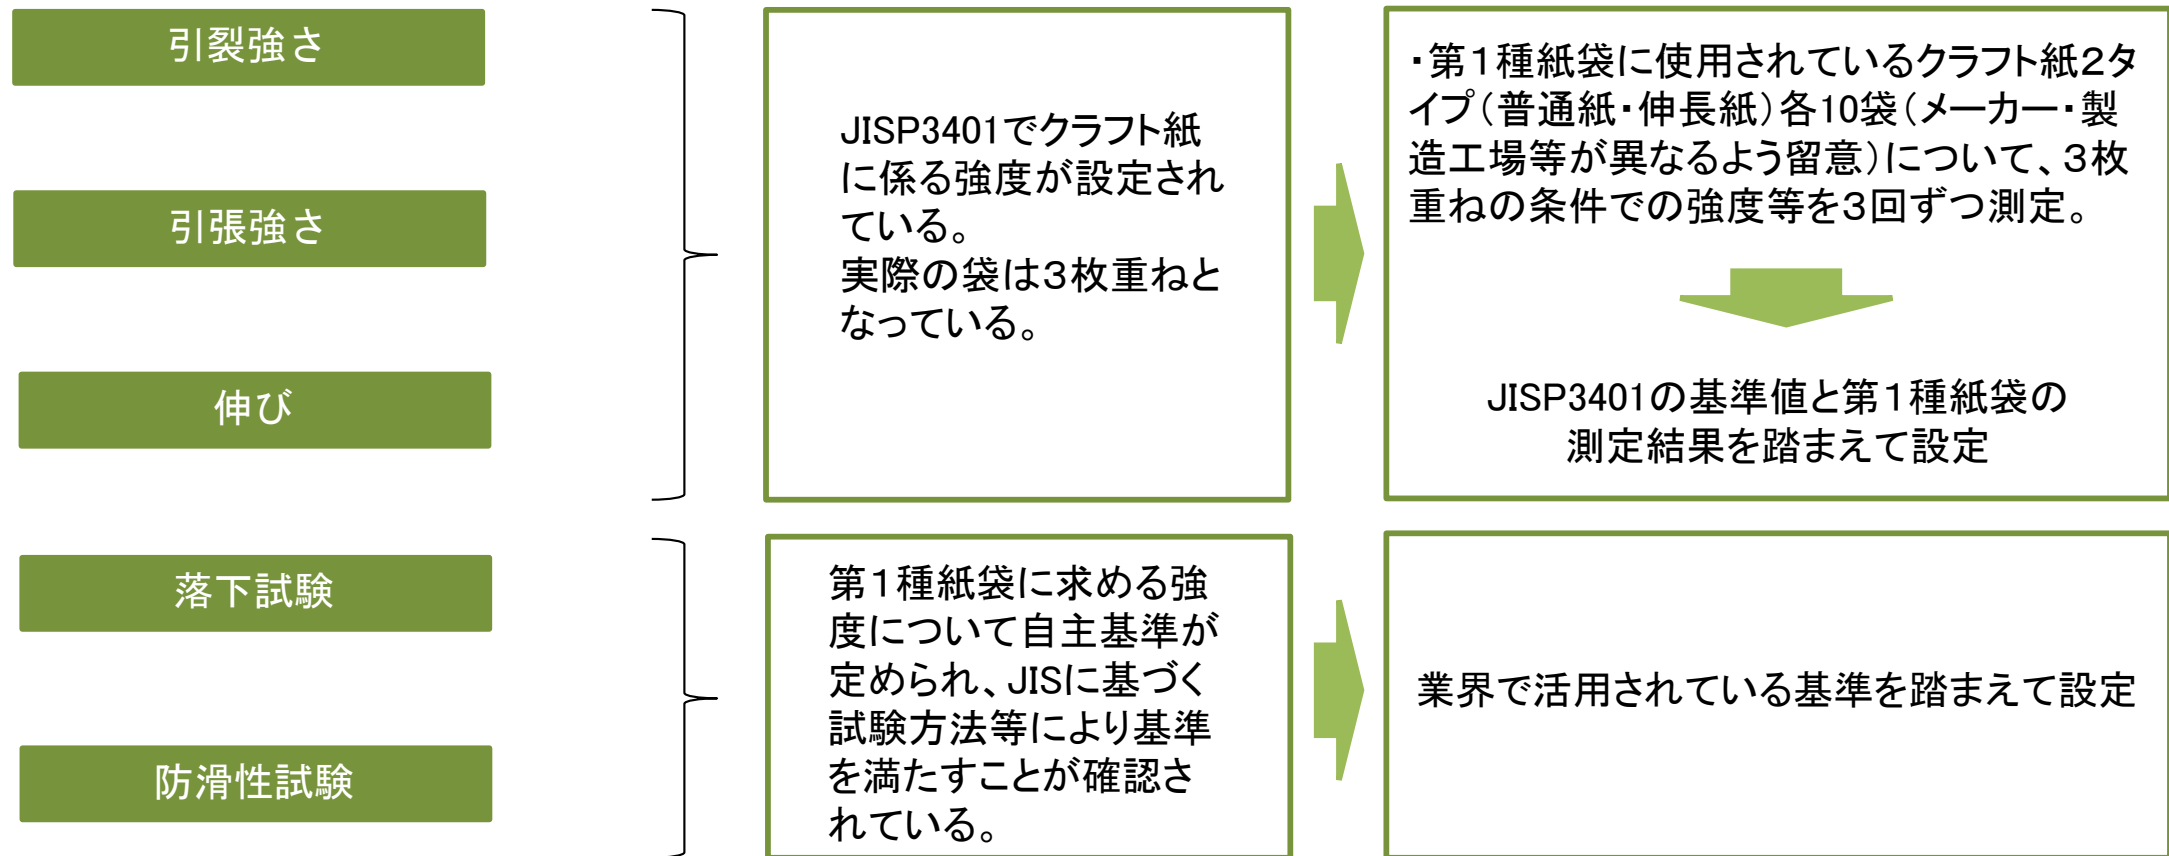 引裂強さ
引張強さ
伸び
JISP3401でクラフト紙
に係る強度が設定され
ている。
実際の袋は3枚重ねと
なっている。
・第1種紙袋に使用されているクラフト紙2タ
イプ(普通紙・伸長紙)各10袋(メーカー・製
造工場等が異なるよう留意)について、3枚
重ねの条件での強度等を3回ずつ測定。
JISP3401の基準値と第1種紙袋の
測定結果を踏まえて設定
落下試験
防滑性試験
第1種紙袋に求める強
度について自主基準が
定められ、JISに基づく
試験方法等により基準
を満たすことが確認さ
れている。
業界で活用されている基準を踏まえて設定